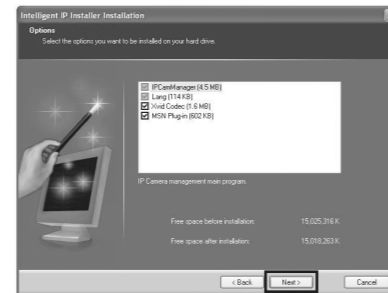 Intelligent IP Installer Installation
Options
Select the options you want to be installed on your hard drive.
IPCamManager (4.5 MB)
Lang (114 KB)
Xvid Codec (1.6 MB)
MSN Plug-in (602 KB)
IP Camera management main program.
Free space before installation: 15,025,316 K
Free space after installation: 15,018,263 K
< Back Next > Cancel